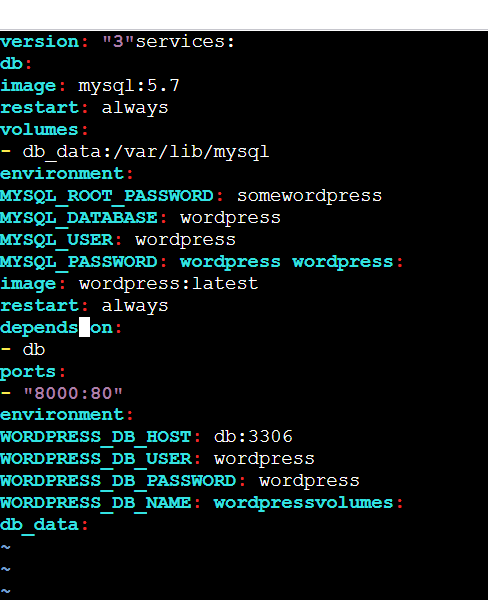 version: "3"services:
db:
image: mysql:5.7
restart: always
volumes:
- db_data:/var/lib/mysql
environment:
MYSQL_ROOT_PASSWORD: somewordpress
MYSQL_DATABASE: wordpress
MYSQL_USER: wordpress
MYSQL_PASSWORD: wordpress wordpress:
image: wordpress:latest
restart: always
depends on:
- db
ports:
- "8000:80"
environment:
WORDPRESS_DB_HOST: db:3306
WORDPRESS_DB_USER: wordpress
WORDPRESS_DB_PASSWORD: wordpress
WORDPRESS_DB_NAME: wordpressvolumes:
db_data:
~
~
~